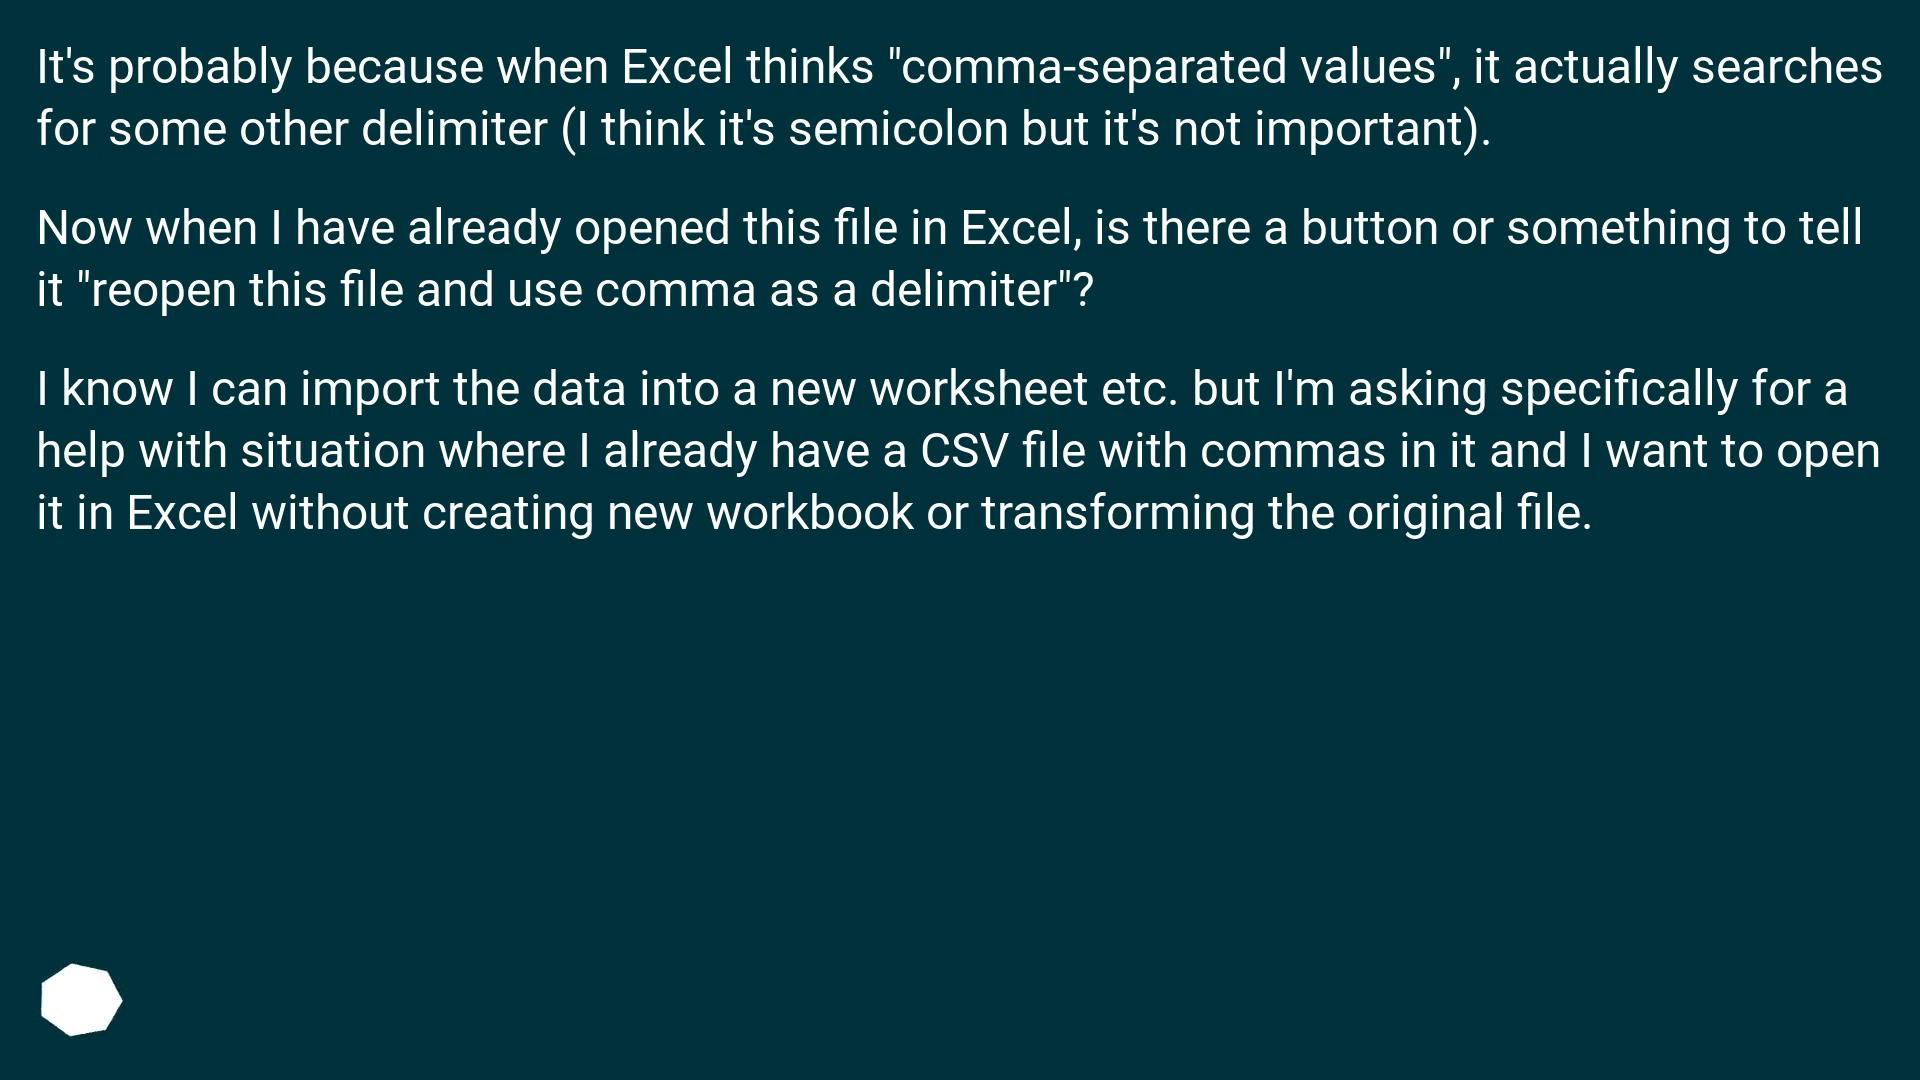 It's probably because when Excel thinks "comma-separated values", it actually searches
for some other delimiter (I think it's semicolon but it's not important).
Now when I have already opened this file in Excel, is there a button or something to tell
it "reopen this file and use comma as a delimiter"?
I know I can import the data into a new worksheet etc. but I'm asking specifically for a
help with situation where I already have a CSV file with commas in it and I want to open
it in Excel without creating new workbook or transforming the original file.